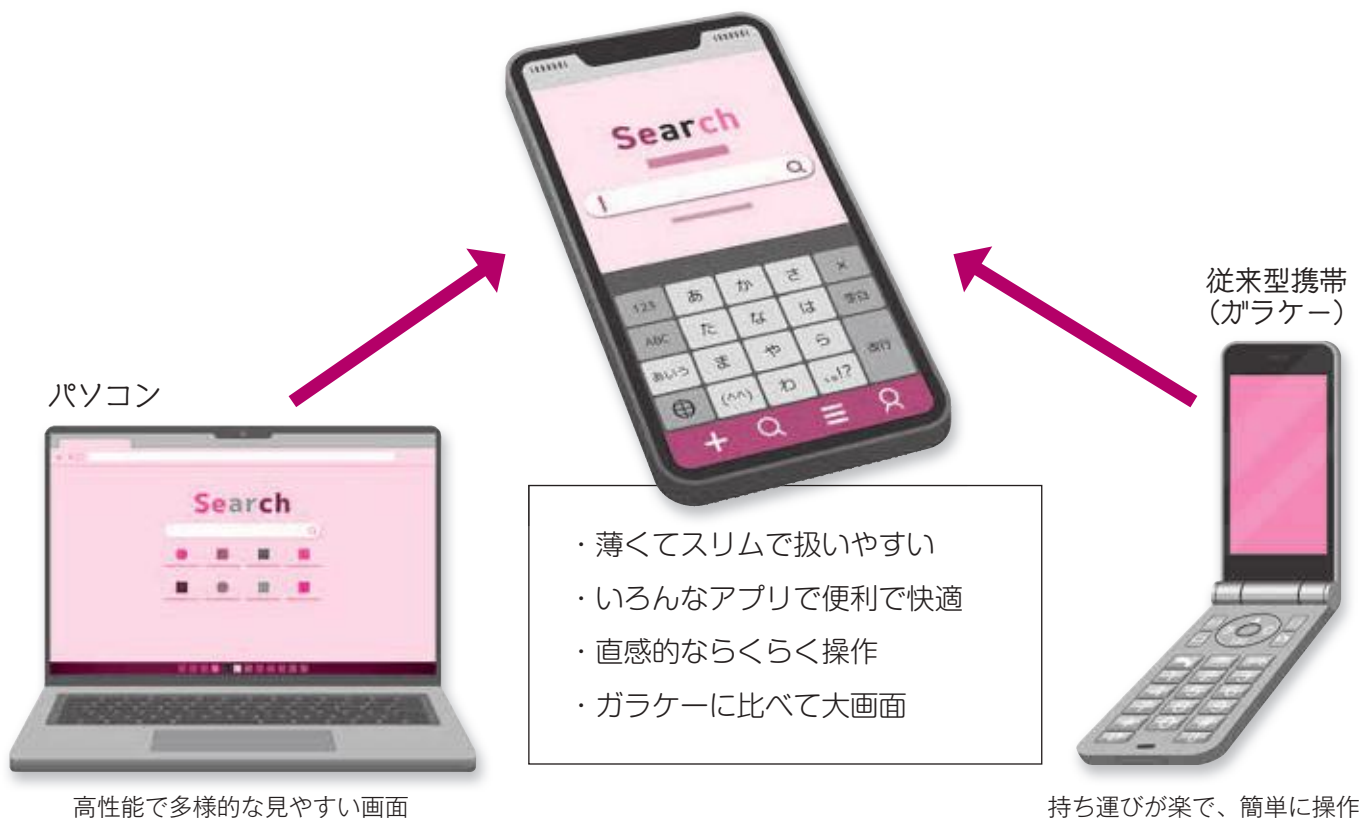 Search
123
あ
か
さ
×
ABC
た
な
は
空白
あいう
ま
や
ら
改行
(^^)
わ
、。!?
従来型携帯
(ガラケー)
パソコン
Search
・薄くてスリムで扱いやすい
・いろんなアプリで便利で快適
・直感的ならくらく操作
・ガラケーに比べて大画面
高性能で多様的な見やすい画面
持ち運びが楽で、簡単に操作